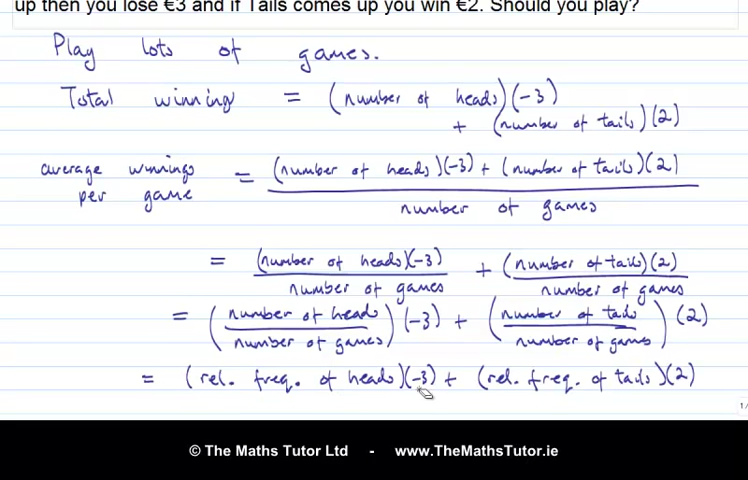 up then you lose €3 and if Tails comes up you win €2. Should you play?
Play lots of games.
Total winning = (number of heads)(-3)
+ (number of tails)(2)
average winnings per game = (number of heads)(-3) + (number of tails)(2)
number of games
= (number of heads)(-3) + (number of tails)(2)
number of games number of games
= (number of heads) (-3) + (number of tails) (2)
(number of games) (number of games)
= (rel. freq. of heads)(-3) + (rel. freq. of tails)(2)
1/
© The Maths Tutor Ltd - www.TheMathsTutor.ie